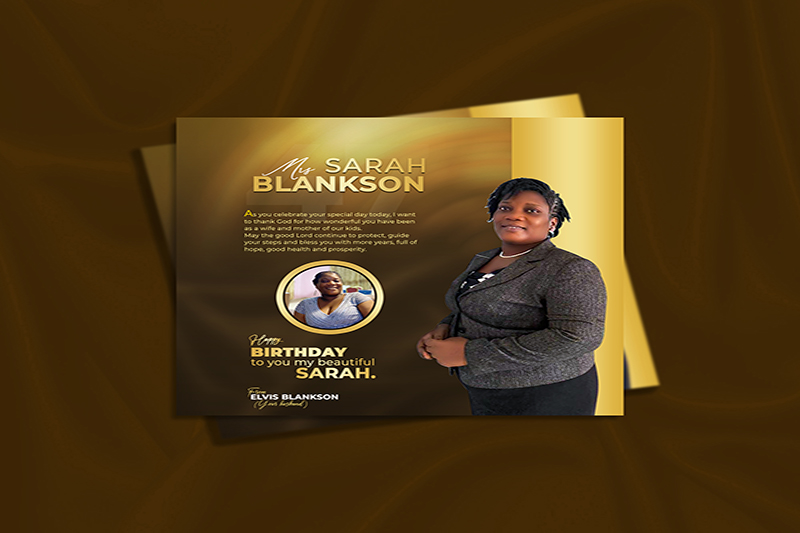 Mrs SARAH
BLANKSON
As you celebrate your special day today, I want
to thank God for how wonderful you have been
as a wife and mother of our kids.
May the good Lord continue to protect, guide
your steps and bless you with more years, full of
hope, good health and prosperity.
Happy
BIRTHDAY
to you my beautiful
SARAH.
From
ELVIS BLANKSON
(Your husband)